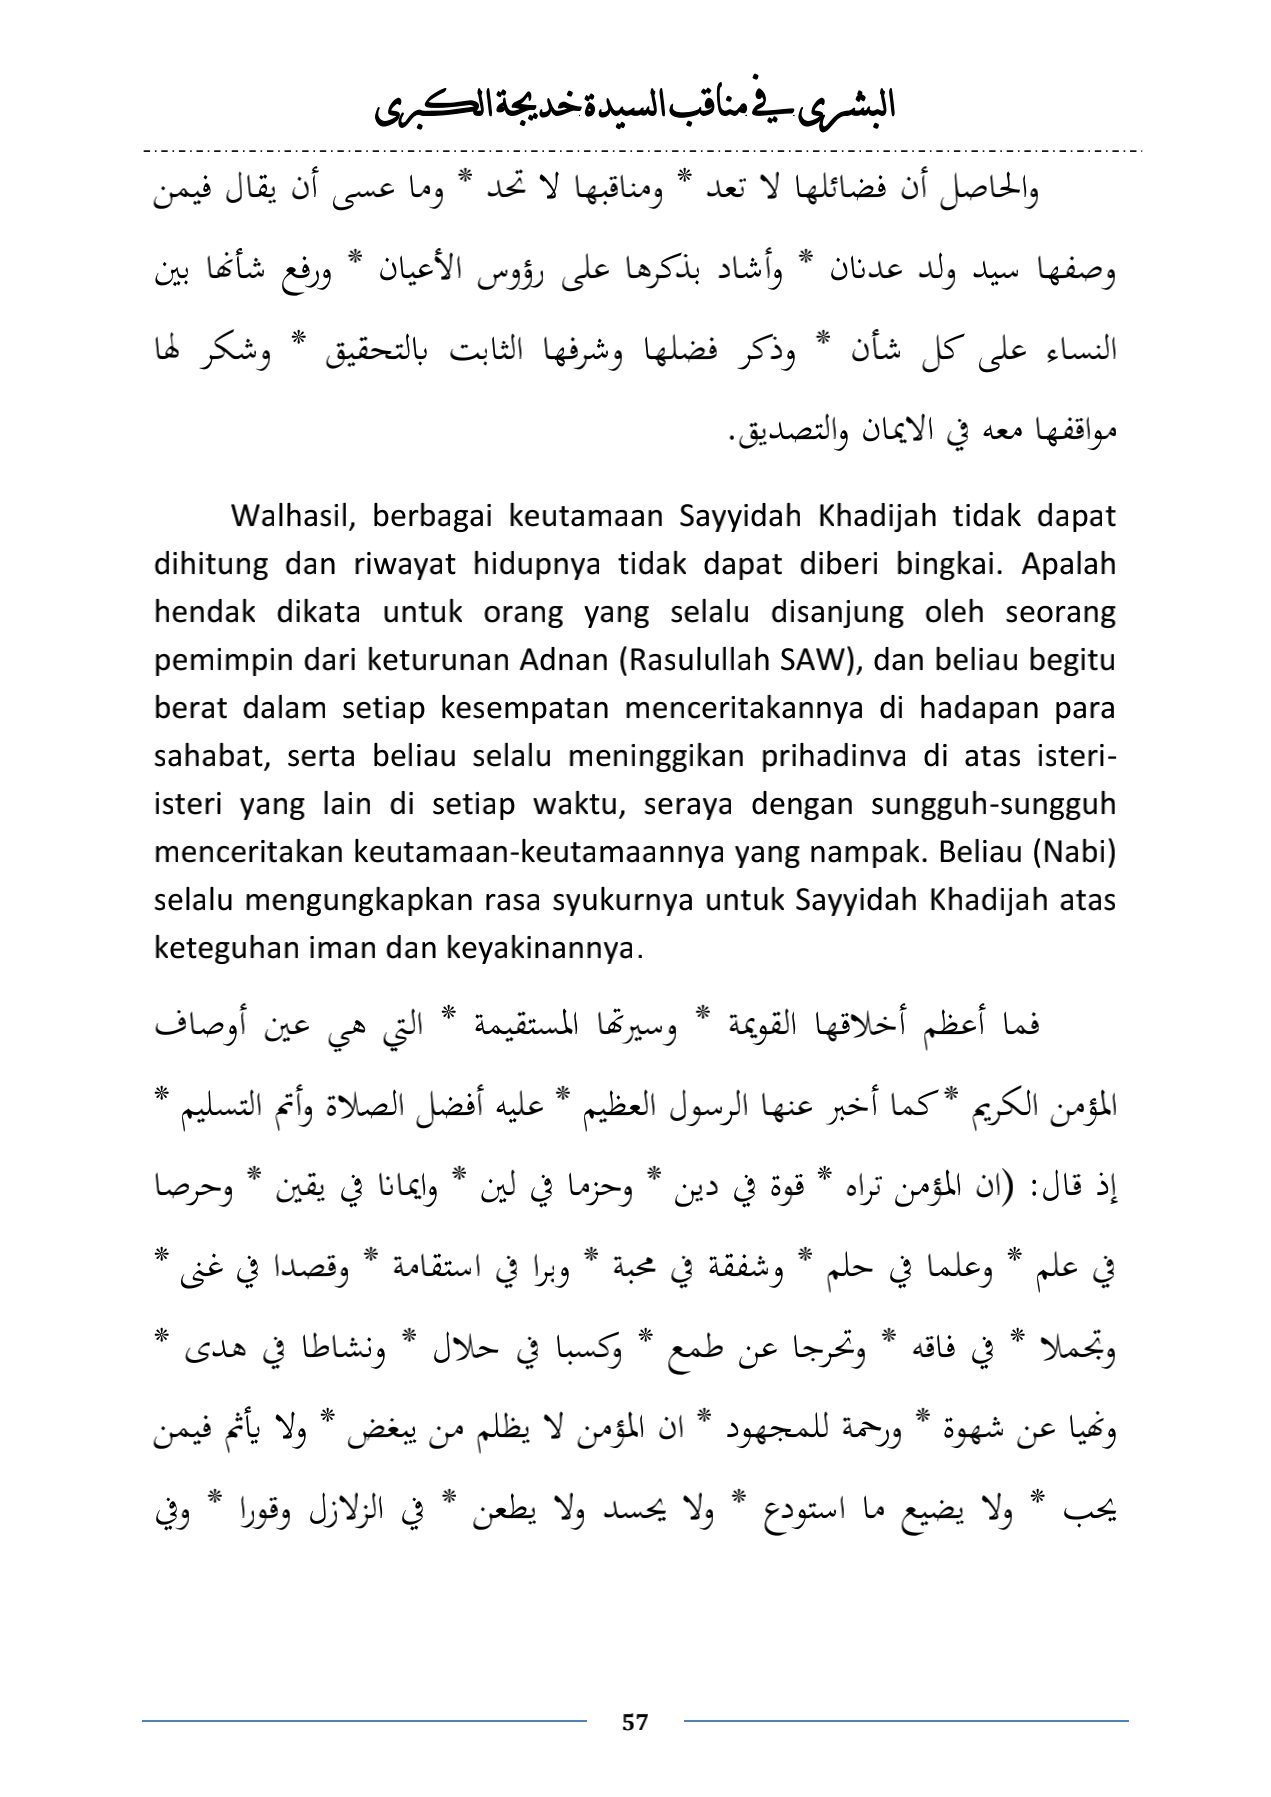 البشرى في مناقب السيدة خديجة الكبرى
والحاصل أن فضائلها لا تعد * ومناقبها لا تحد * وما عسى أن يقال فيمن
وصفها سيد ولد عدنان * وأشاد بذكرها على رؤوس الأعيان * ورفع شأنها بين
النساء على كل شأن * وذكر فضلها وشرفها الثابت بالتحقيق * وشكر لها
مواقفها معه في الايمان والتصديق.
Walhasil, berbagai keutamaan Sayyidah Khadijah tidak dapat
dihitung dan riwayat hidupnya tidak dapat diberi bingkai. Apalah
hendak dikata untuk orang yang selalu disanjung oleh seorang
pemimpin dari keturunan Adnan (Rasulullah SAW), dan beliau begitu
berat dalam setiap kesempatan menceritakannya di hadapan para
sahabat, serta beliau selalu meninggikan prihadinva di atas isteri-
isteri yang lain di setiap waktu, seraya dengan sungguh-sungguh
menceritakan keutamaan-keutamaannya yang nampak. Beliau (Nabi)
selalu mengungkapkan rasa syukurnya untuk Sayyidah Khadijah atas
keteguhan iman dan keyakinannya.
فما أعظم أخلاقها القويمة * وسيرتها المستقيمة * التي هي عين أوصاف
المؤمن الكريم * كما أخبر عنها الرسول العظيم * عليه أفضل الصلاة وأتم التسليم *
إذ قال: (ان المؤمن تراه * قوة في دين * وحزما في لين * وايمانا في يقين * وحرصا
في علم * وعلما في حلم * وشفقة في محبة * وبرا في استقامة * وقصدا في غنى *
وتجملا * في فاقه * وتحرجا عن طمع * وكسبا في حلال * ونشاطا في هدى *
ونهيا عن شهوة * ورحمة للمجهود * ان المؤمن لا يظلم من يبغض * ولا يأثم فيمن
يحب * ولا يضيع ما استودع * ولا يحسد ولا يطعن * في الزلازل وقورا * وفي
57